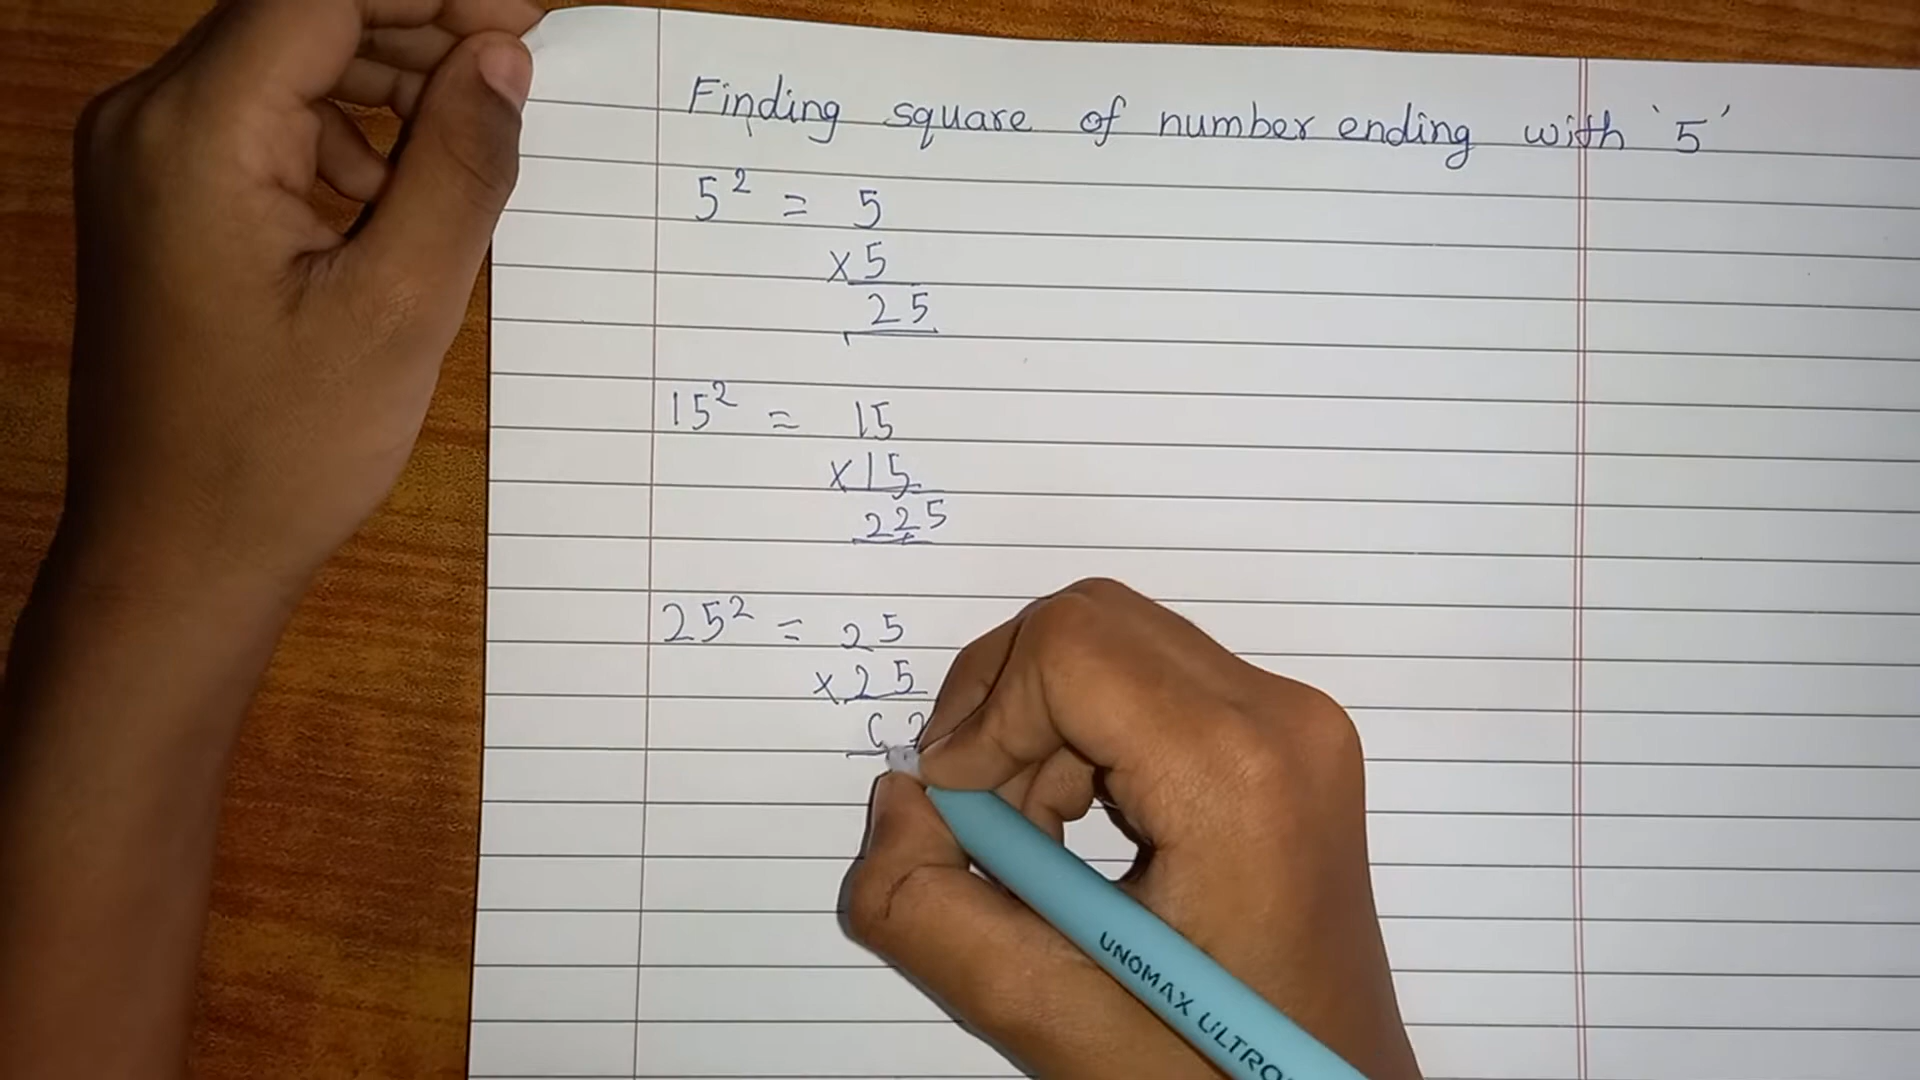 Finding square of number ending with '5'
5² = 5
x 5
25
15² = 15
x 15
225
25² = 25
x 25
UNOMAX ULTRO